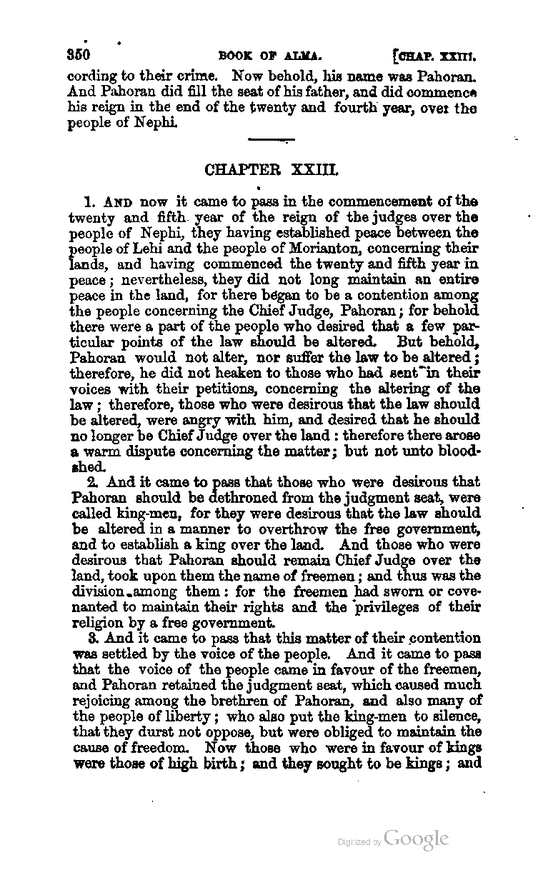 350 BOOK OF ALMA. [CHAP. XXIII.
cording to their crime. Now behold, his name was Pahoran.
And Pahoran did fill the seat of his father, and did commence
his reign in the end of the twenty and fourth year, over the
people of Nephi.
CHAPTER XXIII.
1. AND now it came to pass in the commencement of the
twenty and fifth year of the reign of the judges over the
people of Nephi, they having established peace between the
people of Lehi and the people of Morianton, concerning their
lands, and having commenced the twenty and fifth year in
peace; nevertheless, they did not long maintain an entire
peace in the land, for there began to be a contention among
the people concerning the Chief Judge, Pahoran; for behold
there were a part of the people who desired that a few par-
ticular points of the law should be altered. But behold,
Pahoran would not alter, nor suffer the law to be altered;
therefore, he did not heaken to those who had sent in their
voices with their petitions, concerning the altering of the
law; therefore, those who were desirous that the law should
be altered, were angry with him, and desired that he should
no longer be Chief Judge over the land: therefore there arose
a warm dispute concerning the matter; but not unto blood-
shed.
2. And it came to pass that those who were desirous that
Pahoran should be dethroned from the judgment seat, were
called king-men, for they were desirous that the law should
be altered in a manner to overthrow the free government,
and to establish a king over the land. And those who were
desirous that Pahoran should remain Chief Judge over the
land, took upon them the name of freemen; and thus was the
division among them: for the freemen had sworn or cove-
nanted to maintain their rights and the privileges of their
religion by a free government.
3. And it came to pass that this matter of their contention
was settled by the voice of the people. And it came to pass
that the voice of the people came in favour of the freemen,
and Pahoran retained the judgment seat, which caused much
rejoicing among the brethren of Pahoran, and also many of
the people of liberty; who also put the king-men to silence,
that they durst not oppose, but were obliged to maintain the
cause of freedom. Now those who were in favour of kings
were those of high birth; and they sought to be kings; and
Digitized by Google